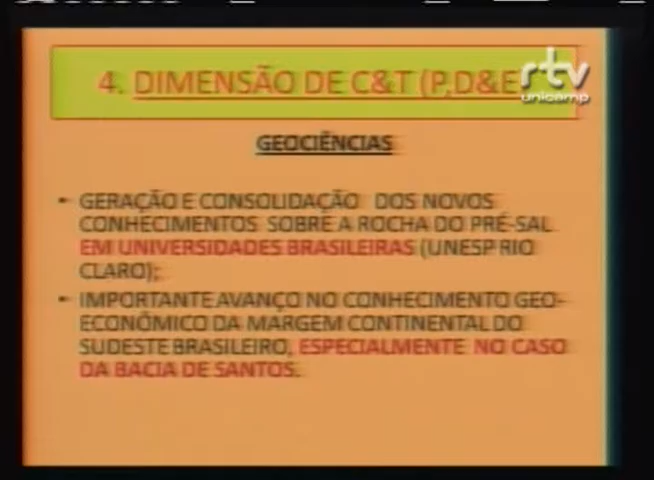 4. DIMENSÃO DE C&T (P,D&E
rtv
unicamp
GEOCIÊNCIAS
• GERAÇÃO E CONSOLIDAÇÃO DOS NOVOS
CONHECIMENTOS SOBRE A ROCHA DO PRÉ-SAL
EM UNIVERSIDADES BRASILEIRAS (UNESP RIO
CLARO);
• IMPORTANTE AVANÇO NO CONHECIMENTO GEO-
ECONÔMICO DA MARGEM CONTINENTAL DO
SUDESTE BRASILEIRO, ESPECIALMENTE NO CASO
DA BACIA DE SANTOS.